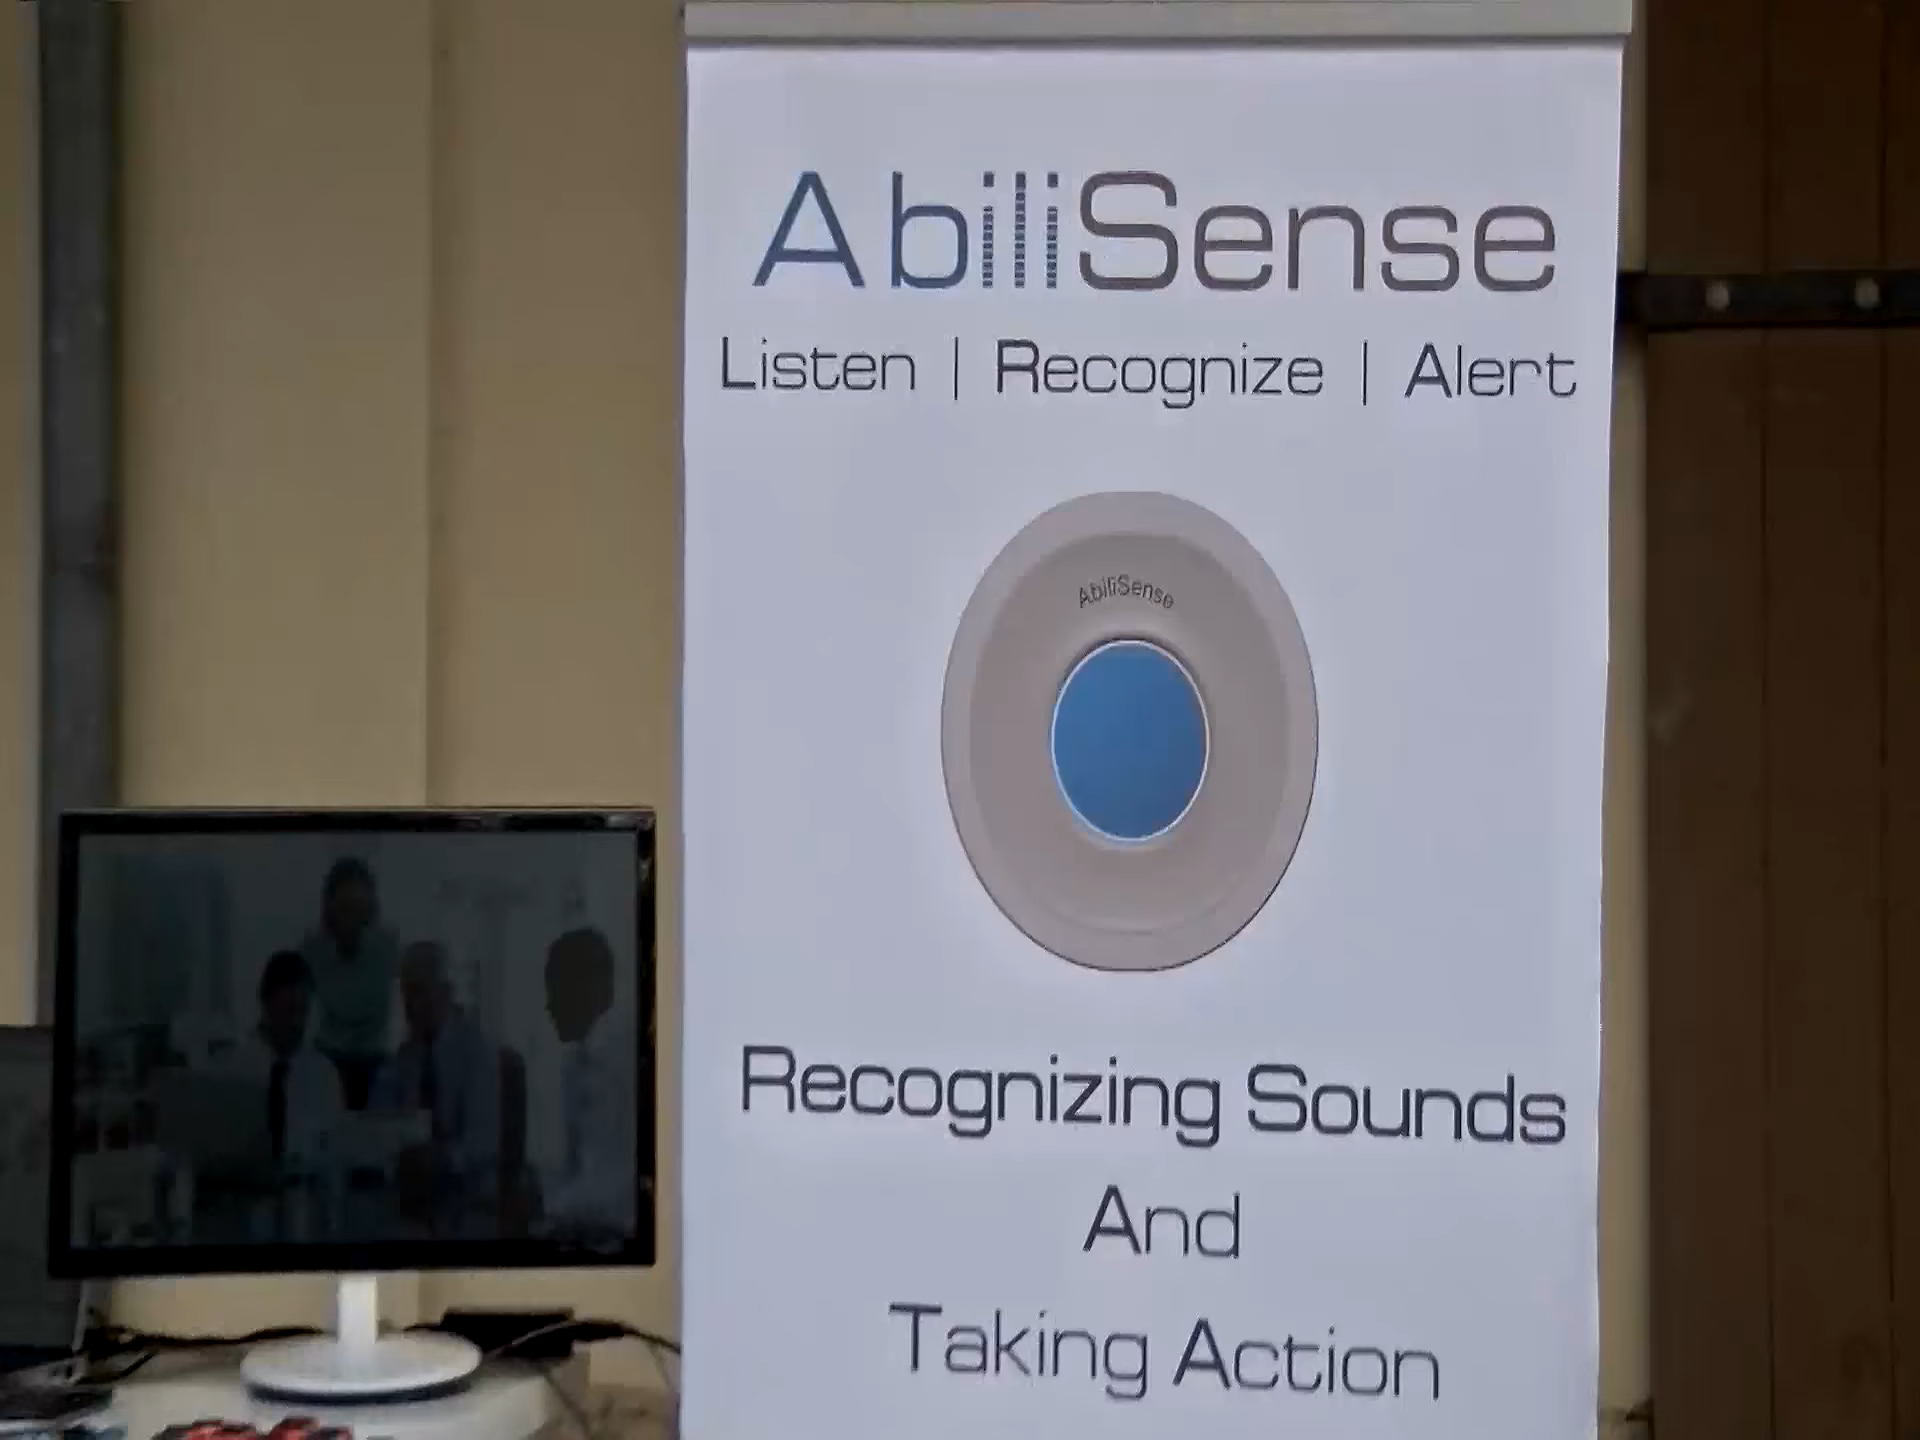 AbiliSense
Listen | Recognize | Alert
AbiliSense
Recognizing Sounds
And
Taking Action